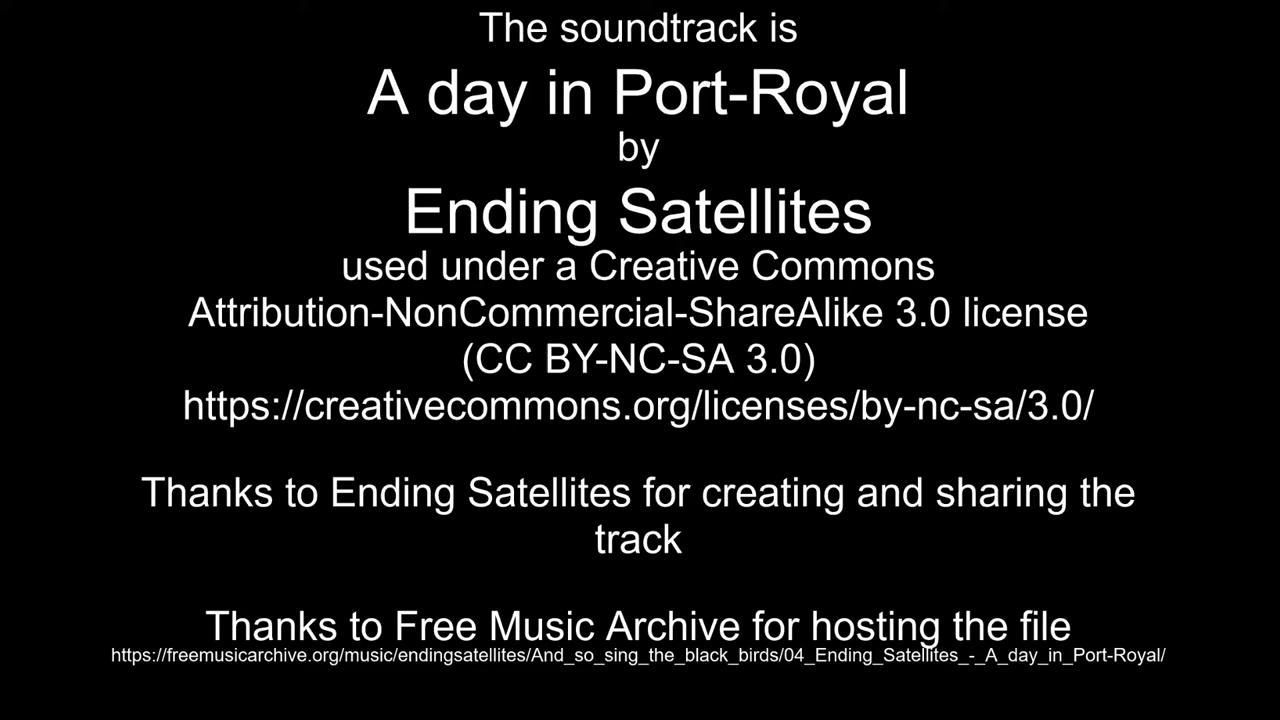 The soundtrack is
A day in Port-Royal
by
Ending Satellites
used under a Creative Commons
Attribution-NonCommercial-ShareAlike 3.0 license
(CC BY-NC-SA 3.0)
https://creativecommons.org/licenses/by-nc-sa/3.0/
Thanks to Ending Satellites for creating and sharing the
track
Thanks to Free Music Archive for hosting the file
https://freemusicarchive.org/music/endingsatellites/And_so_sing_the_black_birds/04_Ending_Satellites_-_A_day_in_Port-Royal/